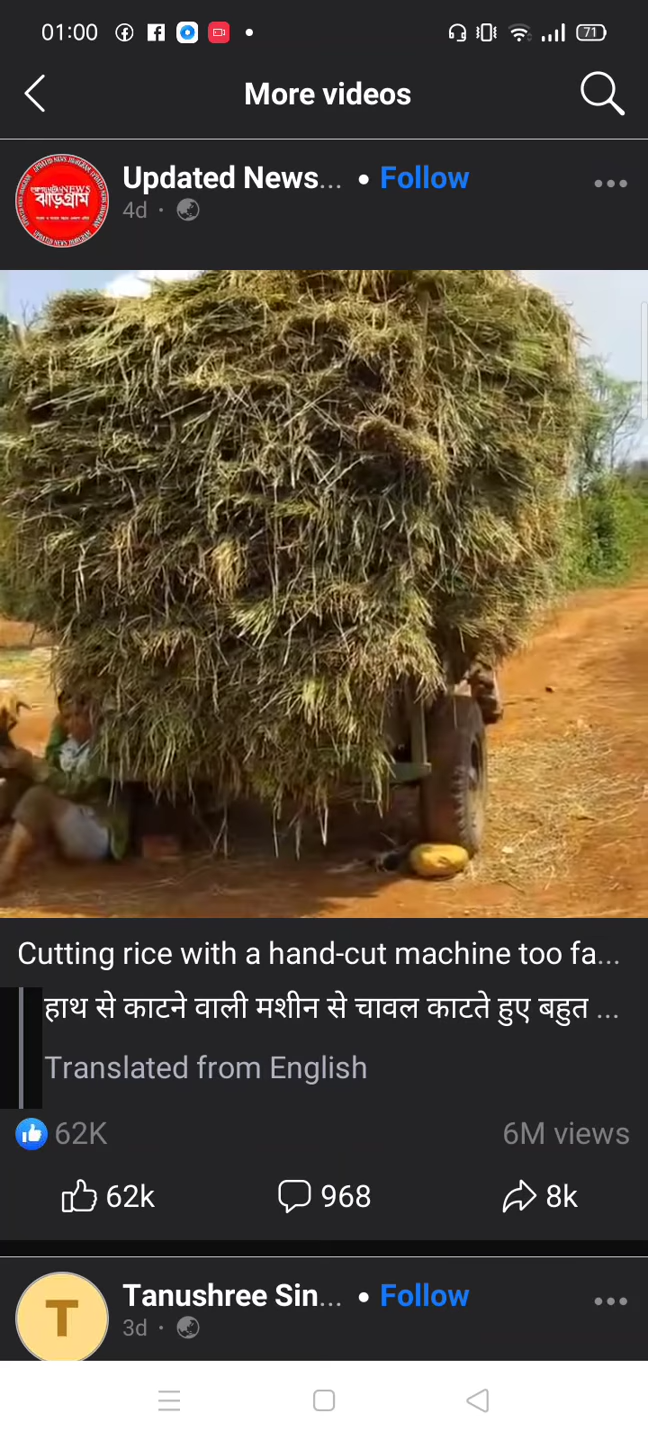 01:00
71
More videos
Updated News... • Follow
4d ·
NEWS
ঝাড়গ্রাম
Cutting rice with a hand-cut machine too fa...
हाथ से काटने वाली मशीन से चावल काटते हुए बहुत ...
Translated from English
62K
6M views
62k
968
8k
T
Tanushree Sin... • Follow
3d ·